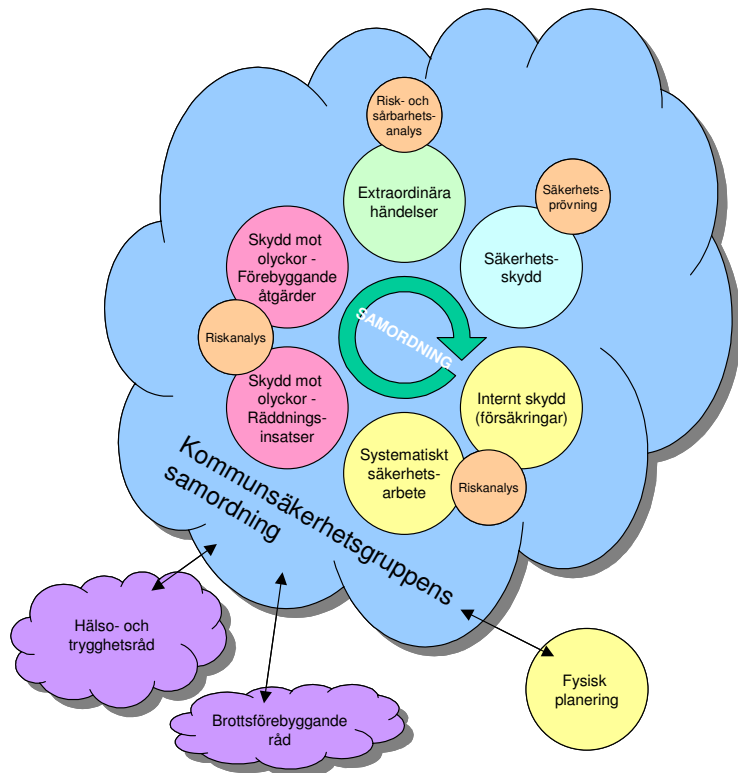 Risk- och
sårbarhets-
analys
Extraordinära
händelser
Säkerhets-
prövning
Säkerhets-
skydd
Skydd mot
olyckor -
Förebyggande
åtgärder
SAMORDNING
Riskanalys
Skydd mot
olyckor -
Räddnings-
insatser
Internt skydd
(försäkringar)
Systematiskt
säkerhets-
arbete
Riskanalys
Kommunsäkerhetsgruppens
samordning
Hälso- och
trygghetsråd
Brottsförebyggande
råd
Fysisk
planering